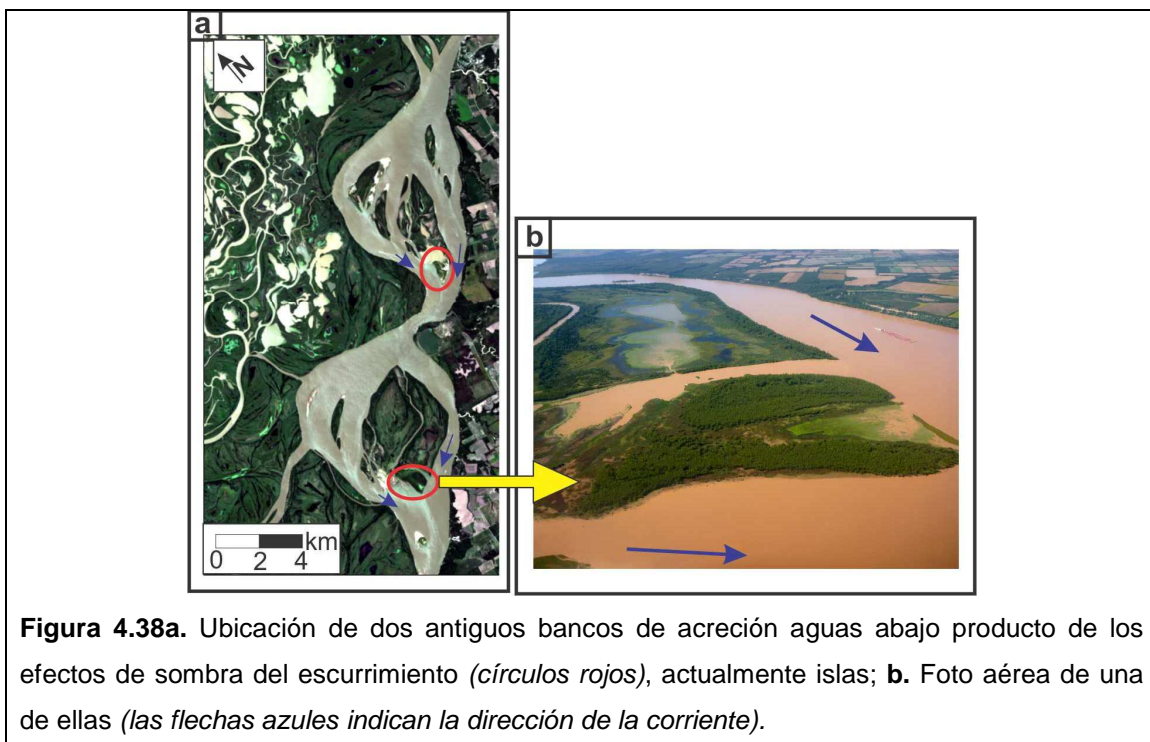 a
N
km
0 2 4
b
Figura 4.38a. Ubicación de dos antiguos bancos de acreción aguas abajo producto de los
efectos de sombra del escurrimiento (círculos rojos), actualmente islas; b. Foto aérea de una
de ellas (las flechas azules indican la dirección de la corriente).